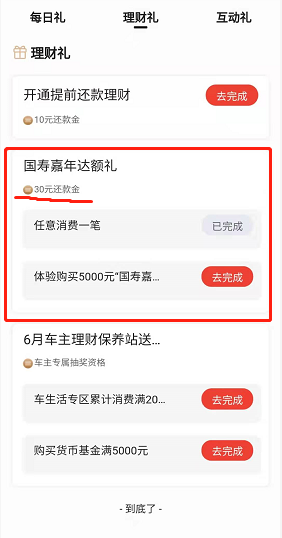 每日礼 理财礼 互动礼
理财礼
开通提前还款理财 去完成
10元还款金
国寿嘉年达额礼
30元还款金
任意消费一笔 已完成
体验购买5000元“国寿嘉... 去完成
6月车主理财保养站送...
车主专属抽奖资格
车生活专区累计消费满20... 去完成
购买货币基金满5000元 去完成
- 到底了 -